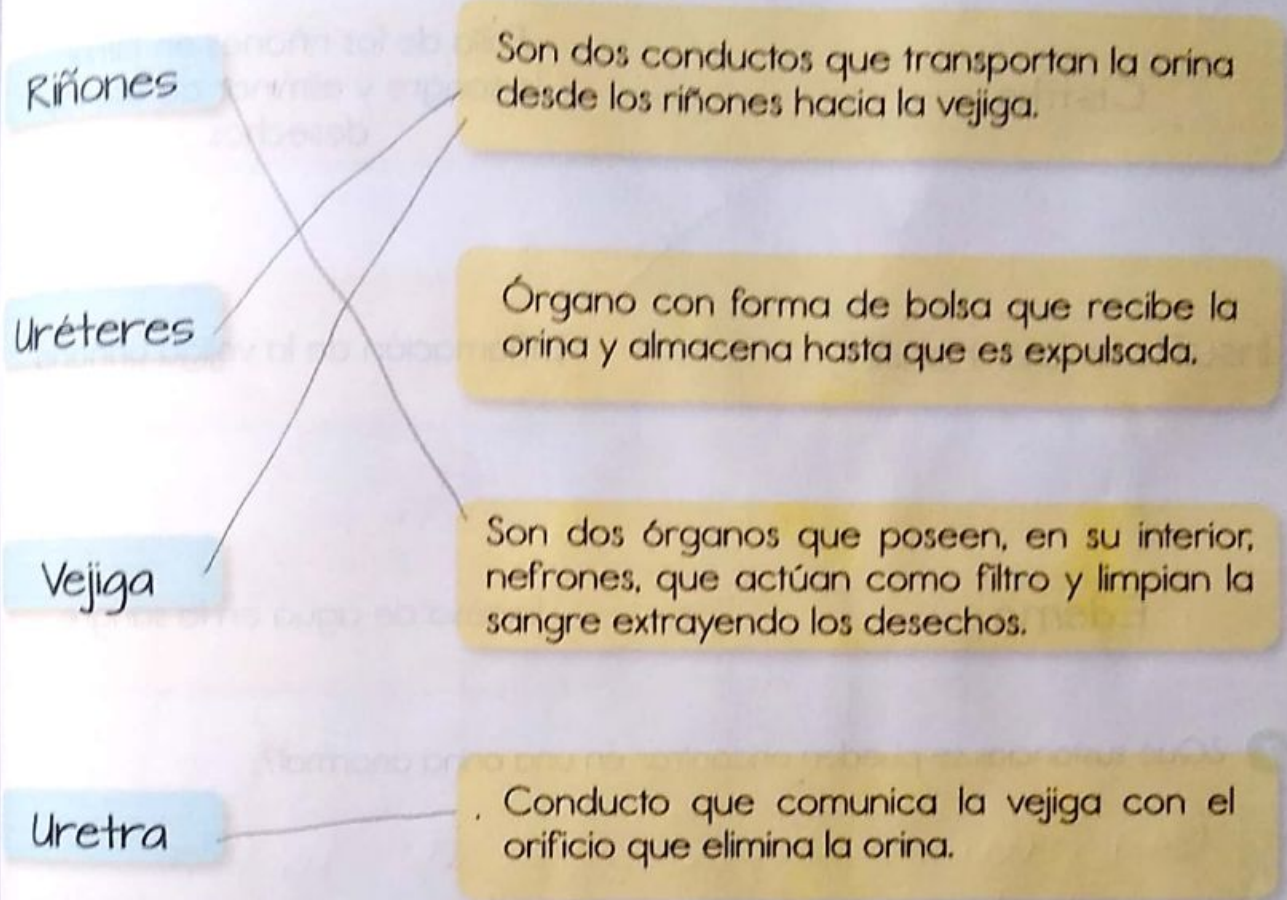 Riñones
Son dos conductos que transportan la orina
desde los riñones hacia la vejiga.
Uréteres
Órgano con forma de bolsa que recibe la
orina y almacena hasta que es expulsada.
Vejiga
Son dos órganos que poseen, en su interior,
nefrones, que actúan como filtro y limpian la
sangre extrayendo los desechos.
Uretra
Conducto que comunica la vejiga con el
orificio que elimina la orina.